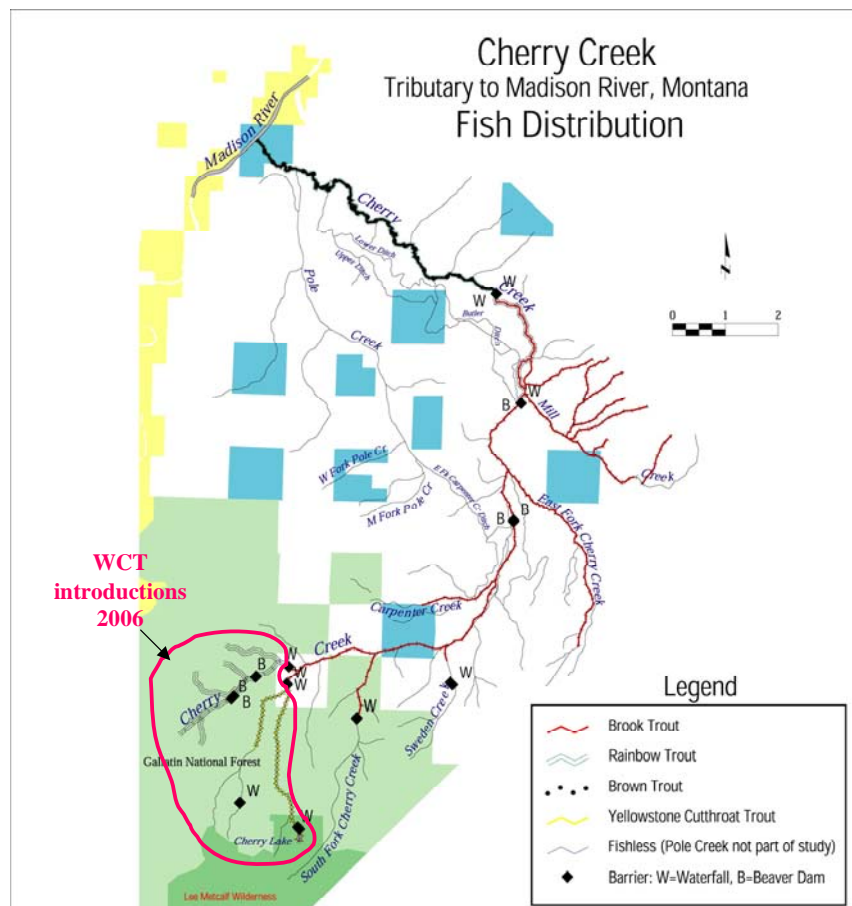 Cherry Creek
Tributary to Madison River, Montana
Fish Distribution
Madison River
Cherry
Lower Ditch
Upper Ditch
W
W
Creek
Pole
Butler
Ditch
0 1 2
Creek
W
B
Mill
W Fork Pole Cr
Creek
M Fork Pole Cr
E Fk Carpenter C Ditch
B
B
East Fork Cherry Creek
WCT
introductions
2006
Carpenter Creek
Creek
W
W
W
B
B
B
Cherry
W
W
Sweden Creek
Gallatin National Forest
W
W
Cherry Lake
South Fork Cherry Creek
Lee Metcalf Wilderness
Legend
Brook Trout
Rainbow Trout
Brown Trout
Yellowstone Cutthroat Trout
Fishless (Pole Creek not part of study)
Barrier: W=Waterfall, B=Beaver Dam